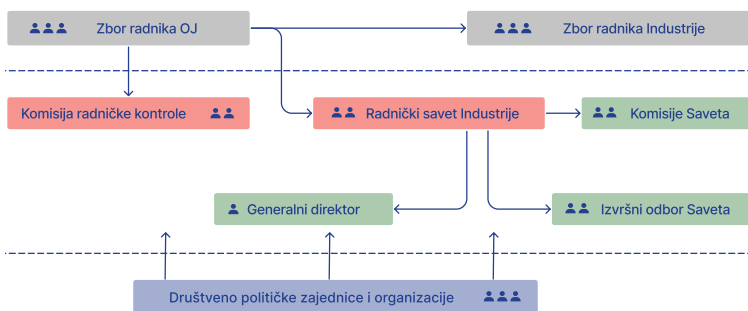 Zbor radnika OJ
Zbor radnika Industrije
Komisija radničke kontrole
Radnički savet Industrije
Komisije Saveta
Generalni direktor
Izvršni odbor Saveta
Društveno političke zajednice i organizacije